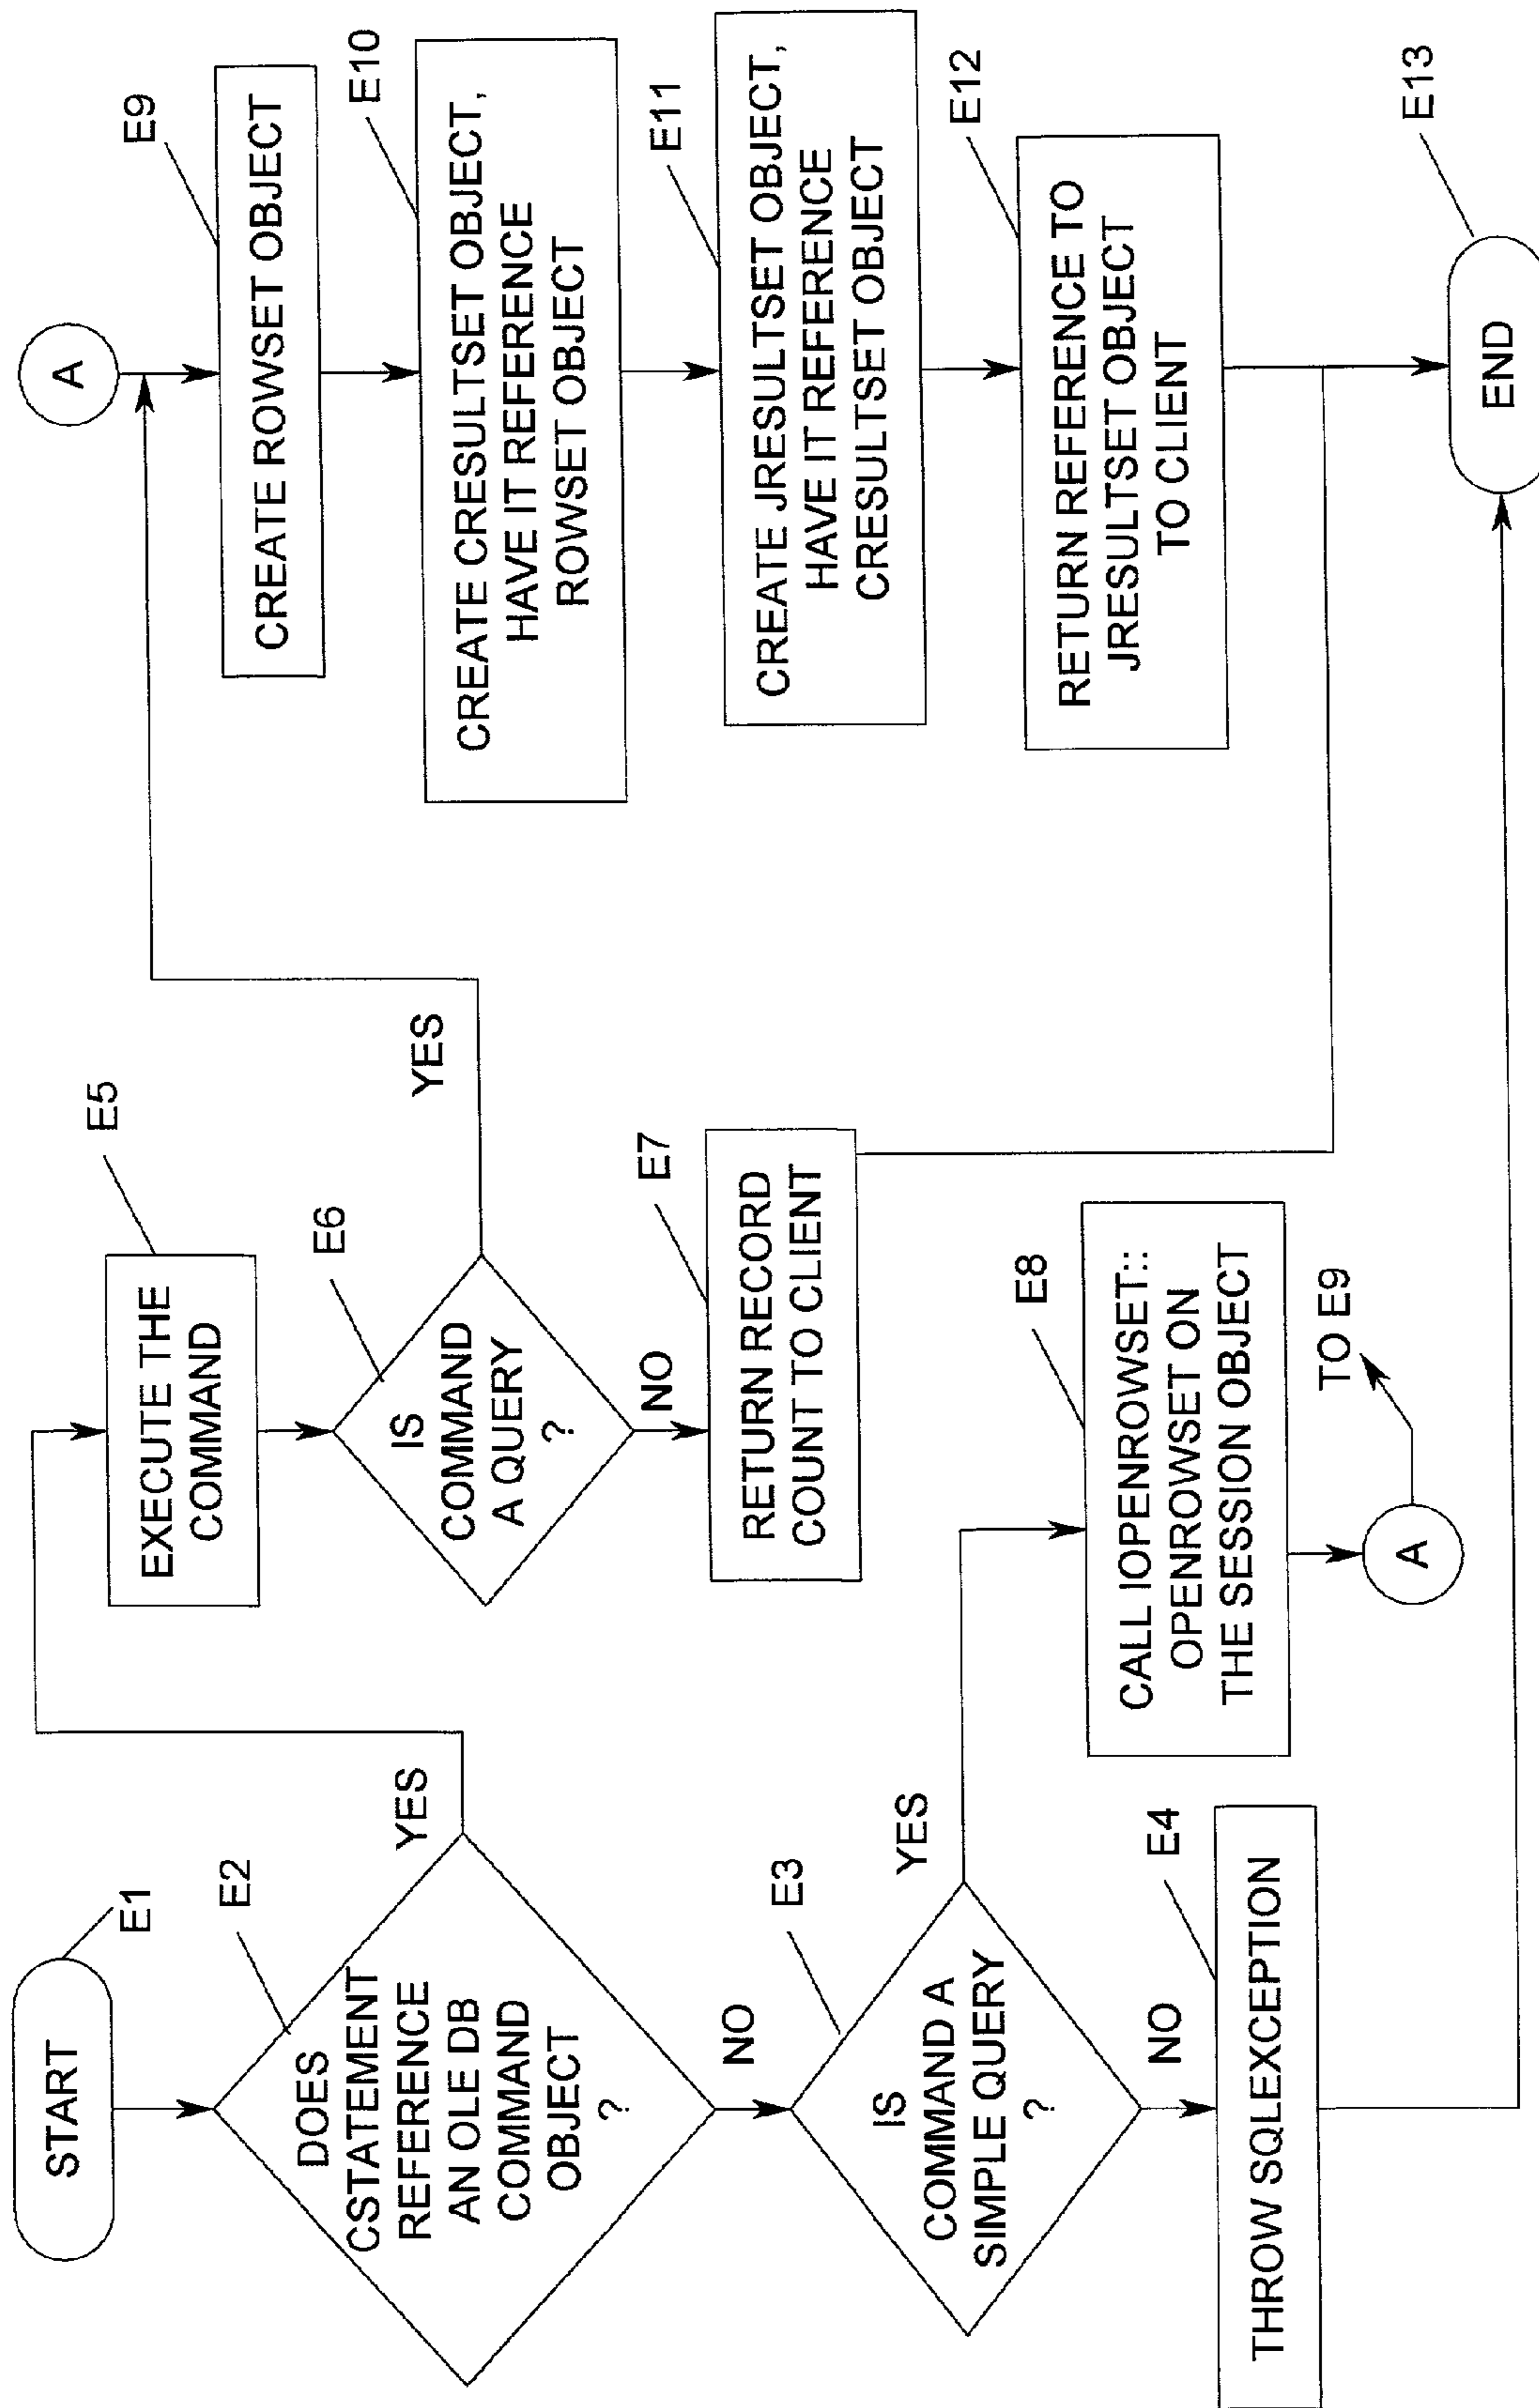 START
E1
DOES
CSTATEMENT
REFERENCE
AN OLE DB
COMMAND
OBJECT
?
E2
YES
NO
IS
COMMAND A
SIMPLE QUERY
?
E3
YES
NO
THROW SQLEXCEPTION
E4
EXECUTE THE
COMMAND
E5
IS
COMMAND
A QUERY
?
E6
YES
NO
RETURN RECORD
COUNT TO CLIENT
E7
CALL IOPENROWSET::
OPENROWSET ON
THE SESSION OBJECT
E8
A
TO E9
A
CREATE ROWSET OBJECT
E9
CREATE CRESULTSET OBJECT,
HAVE IT REFERENCE
ROWSET OBJECT
E10
CREATE JRESULTSET OBJECT,
HAVE IT REFERENCE
CRESULTSET OBJECT
E11
RETURN REFERENCE TO
JRESULTSET OBJECT
TO CLIENT
E12
END
E13